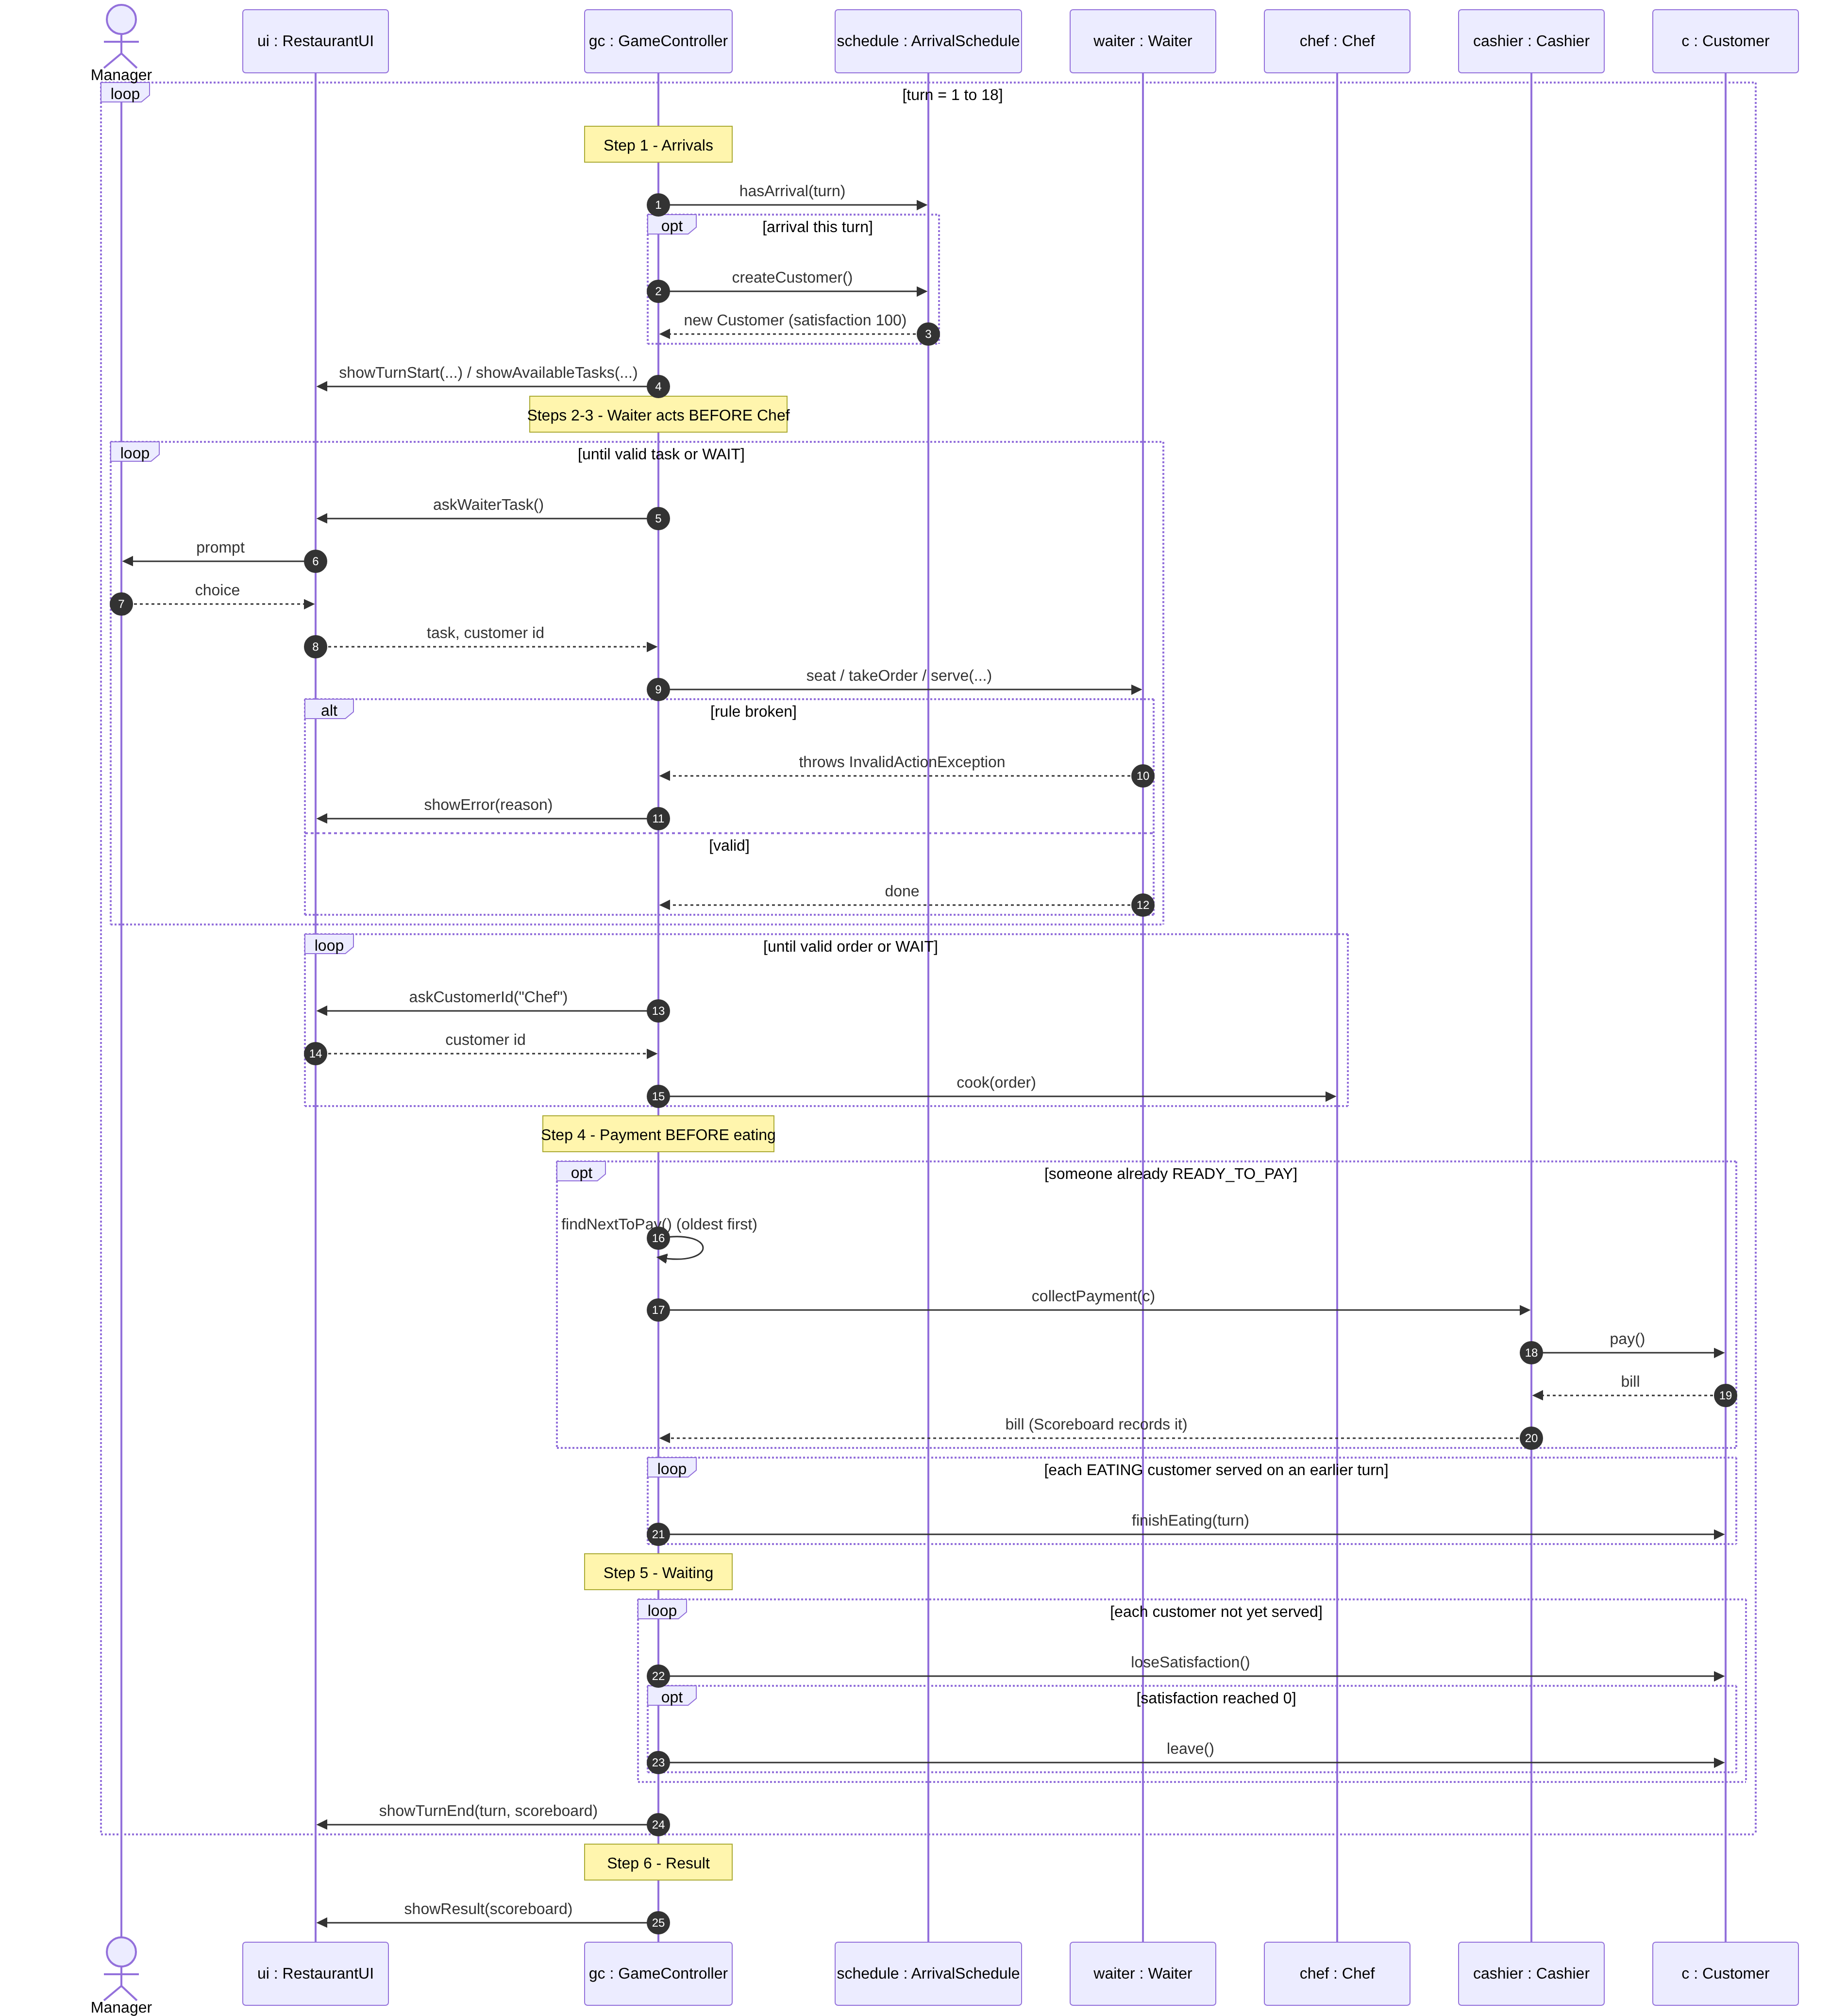 Manager
ui : RestaurantUI
gc : GameController
schedule : ArrivalSchedule
waiter : Waiter
chef : Chef
cashier : Cashier
c : Customer
loop
[turn = 1 to 18]
Step 1 - Arrivals
hasArrival(turn)
1
opt
[arrival this turn]
createCustomer()
2
new Customer (satisfaction 100)
3
showTurnStart(...) / showAvailableTasks(...)
4
Steps 2-3 - Waiter acts BEFORE Chef
loop
[until valid task or WAIT]
askWaiterTask()
5
prompt
6
choice
7
task, customer id
8
seat / takeOrder / serve(...)
9
alt
[rule broken]
throws InvalidActionException
10
showError(reason)
11
[valid]
done
12
loop
[until valid order or WAIT]
askCustomerId("Chef")
13
customer id
14
cook(order)
15
Step 4 - Payment BEFORE eating
opt
[someone already READY_TO_PAY]
findNextToPay() (oldest first)
16
collectPayment(c)
17
pay()
18
bill
19
bill (Scoreboard records it)
20
loop
[each EATING customer served on an earlier turn]
finishEating(turn)
21
Step 5 - Waiting
loop
[each customer not yet served]
loseSatisfaction()
22
opt
[satisfaction reached 0]
leave()
23
showTurnEnd(turn, scoreboard)
24
Step 6 - Result
showResult(scoreboard)
25
Manager
ui : RestaurantUI
gc : GameController
schedule : ArrivalSchedule
waiter : Waiter
chef : Chef
cashier : Cashier
c : Customer